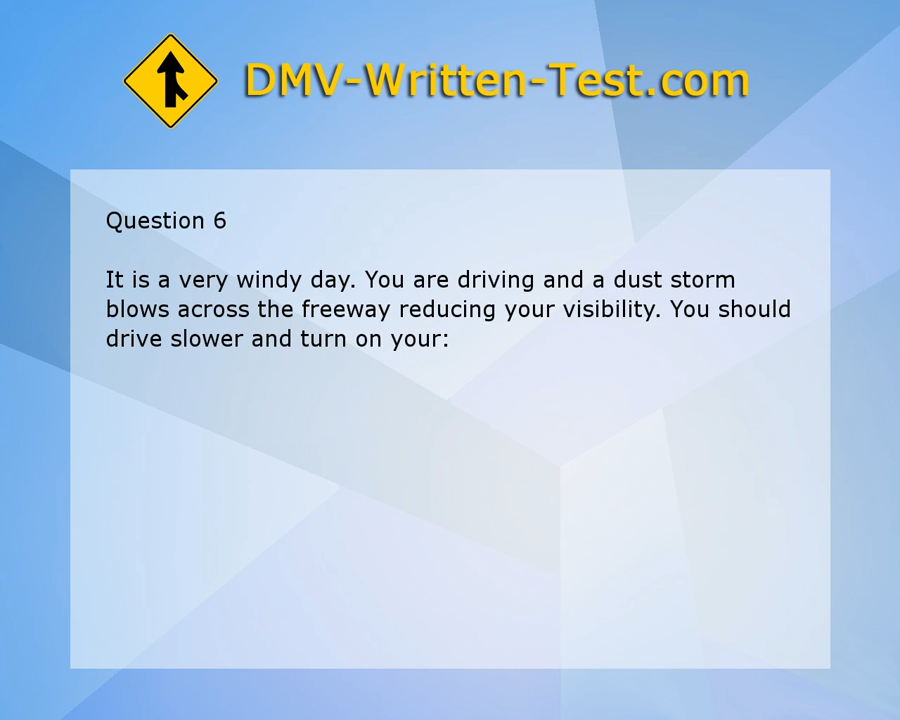 DMV-Written-Test.com
Question 6
It is a very windy day. You are driving and a dust storm
blows across the freeway reducing your visibility. You should
drive slower and turn on your: